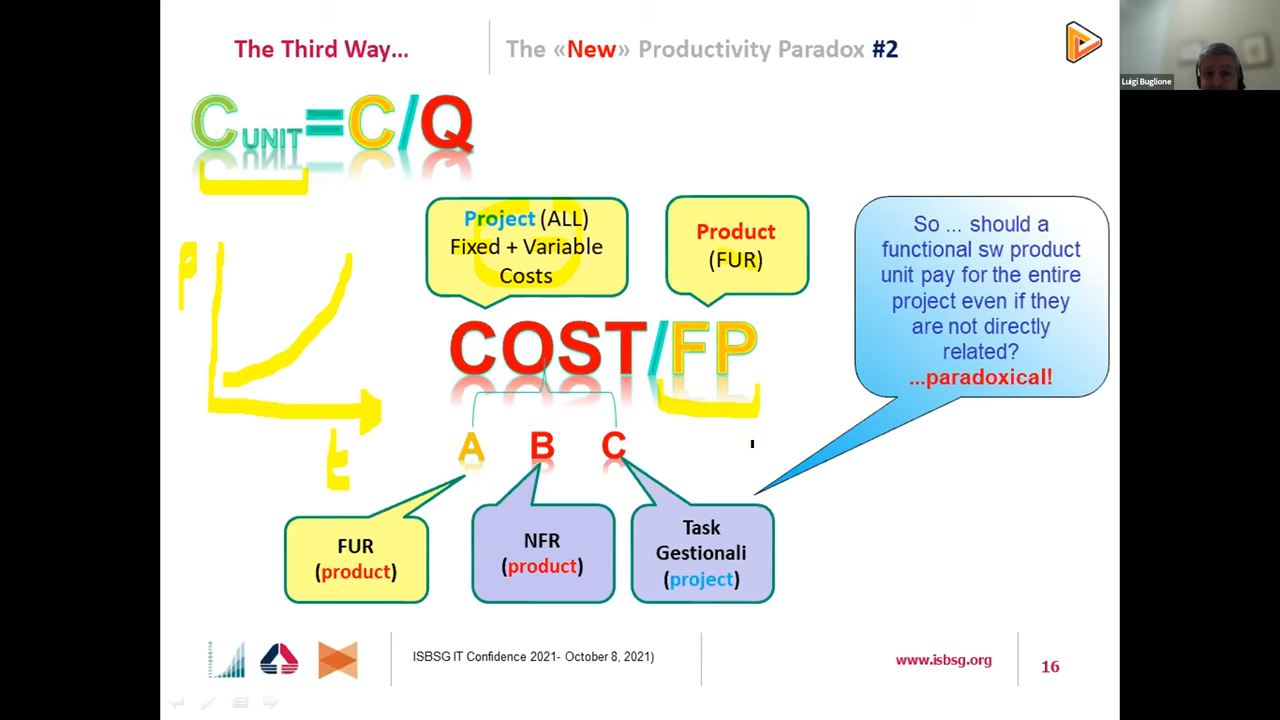 The Third Way...
The «New» Productivity Paradox #2
Luigi Buglione
CUNIT=C/Q
Project (ALL)
Fixed + Variable
Costs
Product
(FUR)
So ... should a
functional sw product
unit pay for the entire
project even if they
are not directly
related?
...paradoxical!
P
COST/FP
t
A B C
FUR
(product)
NFR
(product)
Task
Gestionali
(project)
ISBSG IT Confidence 2021- October 8, 2021)
www.isbsg.org
16